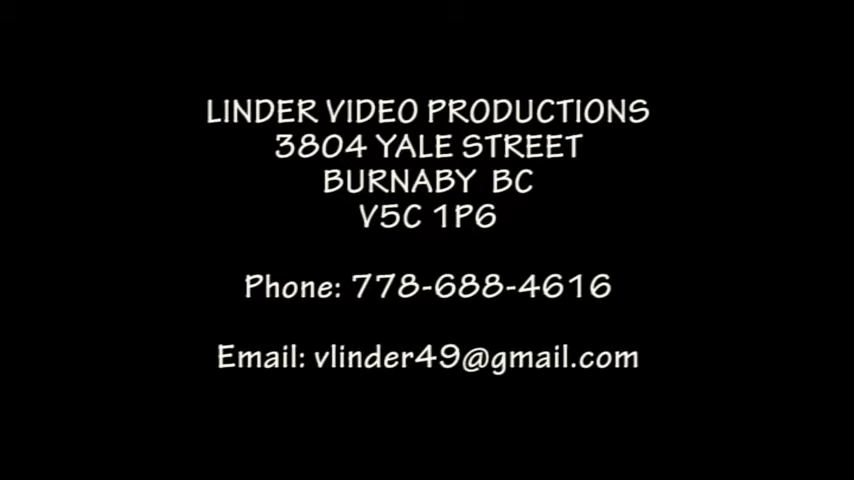 LINDER VIDEO PRODUCTIONS
3804 YALE STREET
BURNABY BC
V5C 1P6
Phone: 778-688-4616
Email: vlinder49@gmail.com